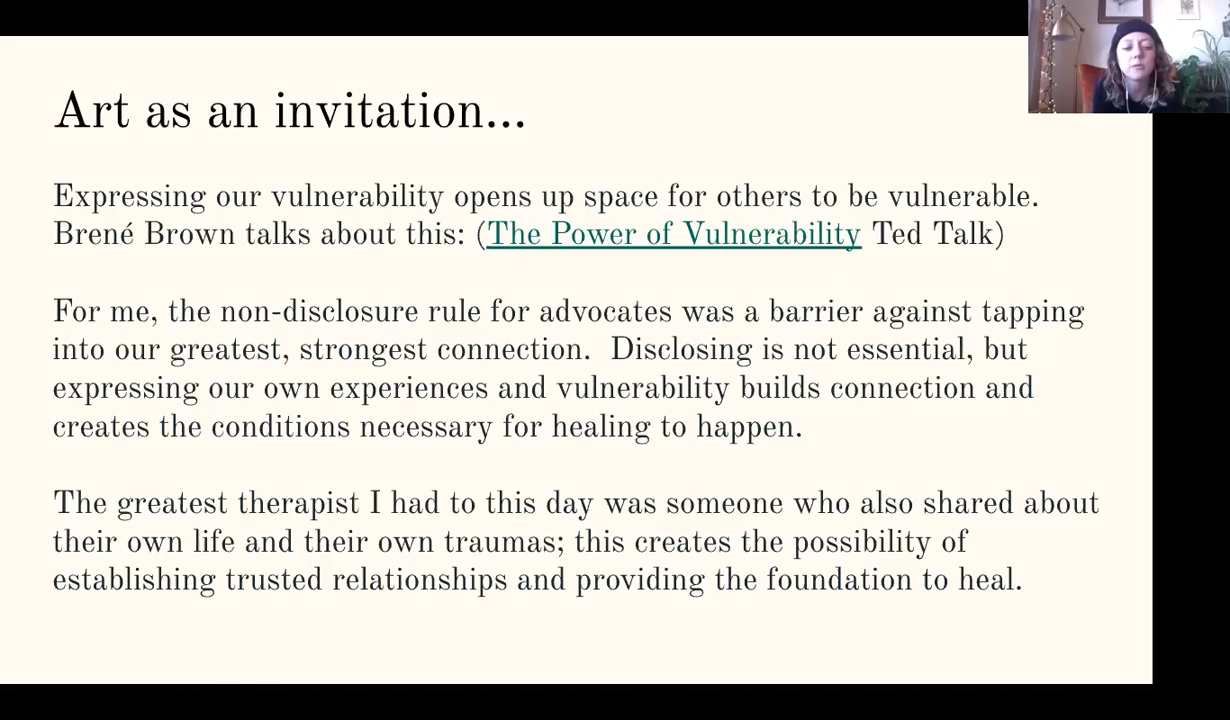 Art as an invitation...
Expressing our vulnerability opens up space for others to be vulnerable.
Brené Brown talks about this: (The Power of Vulnerability Ted Talk)
For me, the non-disclosure rule for advocates was a barrier against tapping
into our greatest, strongest connection.  Disclosing is not essential, but
expressing our own experiences and vulnerability builds connection and
creates the conditions necessary for healing to happen.
The greatest therapist I had to this day was someone who also shared about
their own life and their own traumas; this creates the possibility of
establishing trusted relationships and providing the foundation to heal.